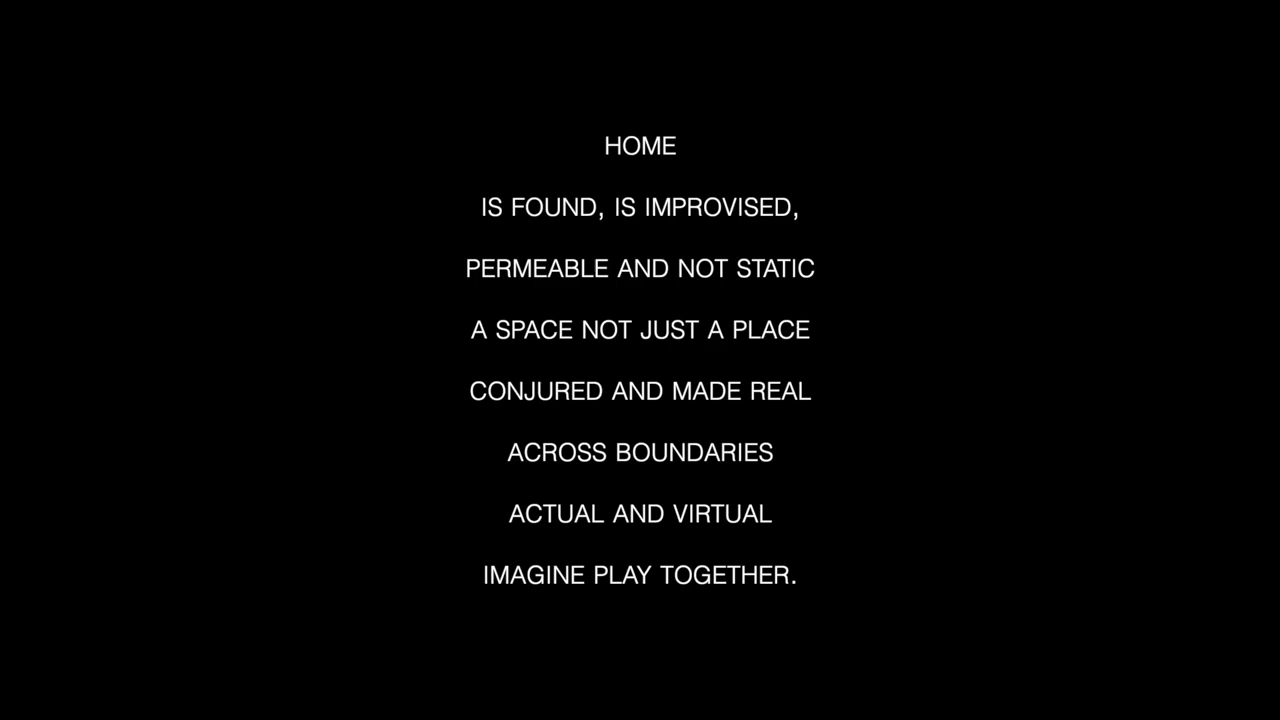 HOME
IS FOUND, IS IMPROVISED,
PERMEABLE AND NOT STATIC
A SPACE NOT JUST A PLACE
CONJURED AND MADE REAL
ACROSS BOUNDARIES
ACTUAL AND VIRTUAL
IMAGINE PLAY TOGETHER.